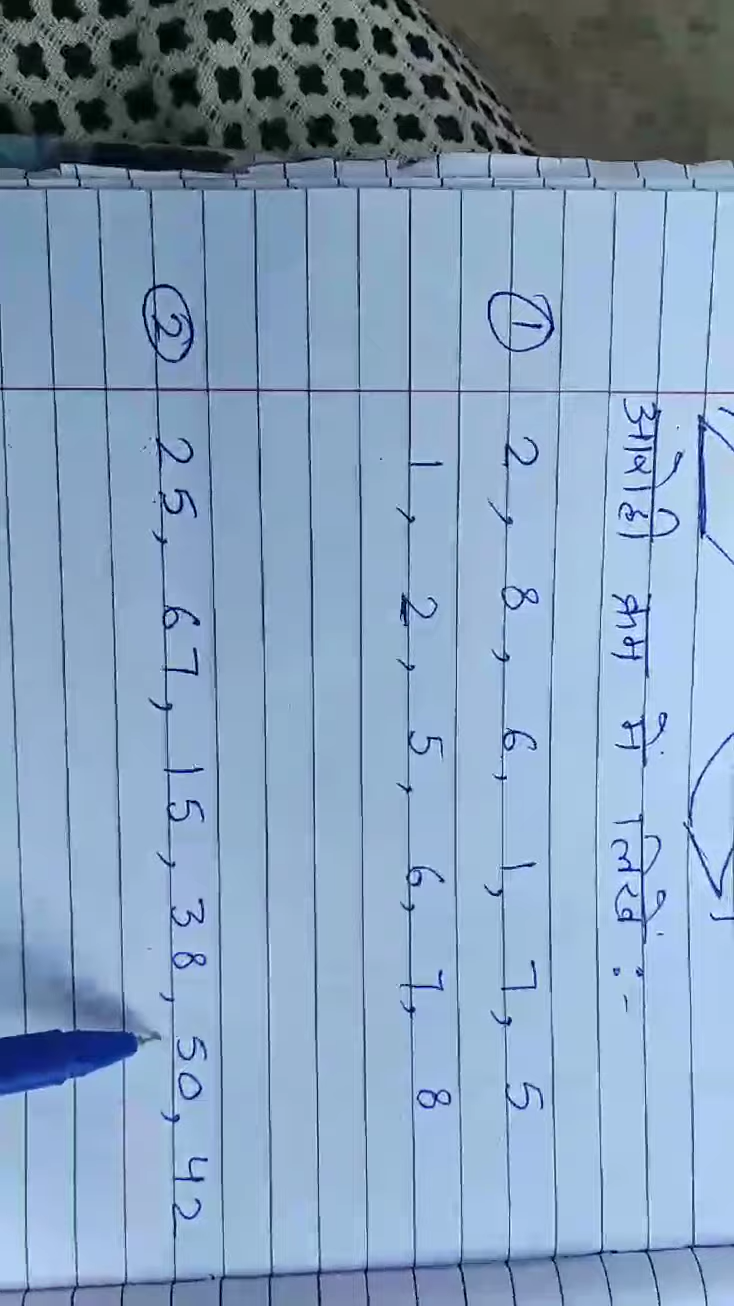 आरोही क्रम में लिखें :-
① 2, 8, 6, 1, 7, 5
1, 2, 5, 6, 7, 8
② 25, 67, 15, 38, 50, 42